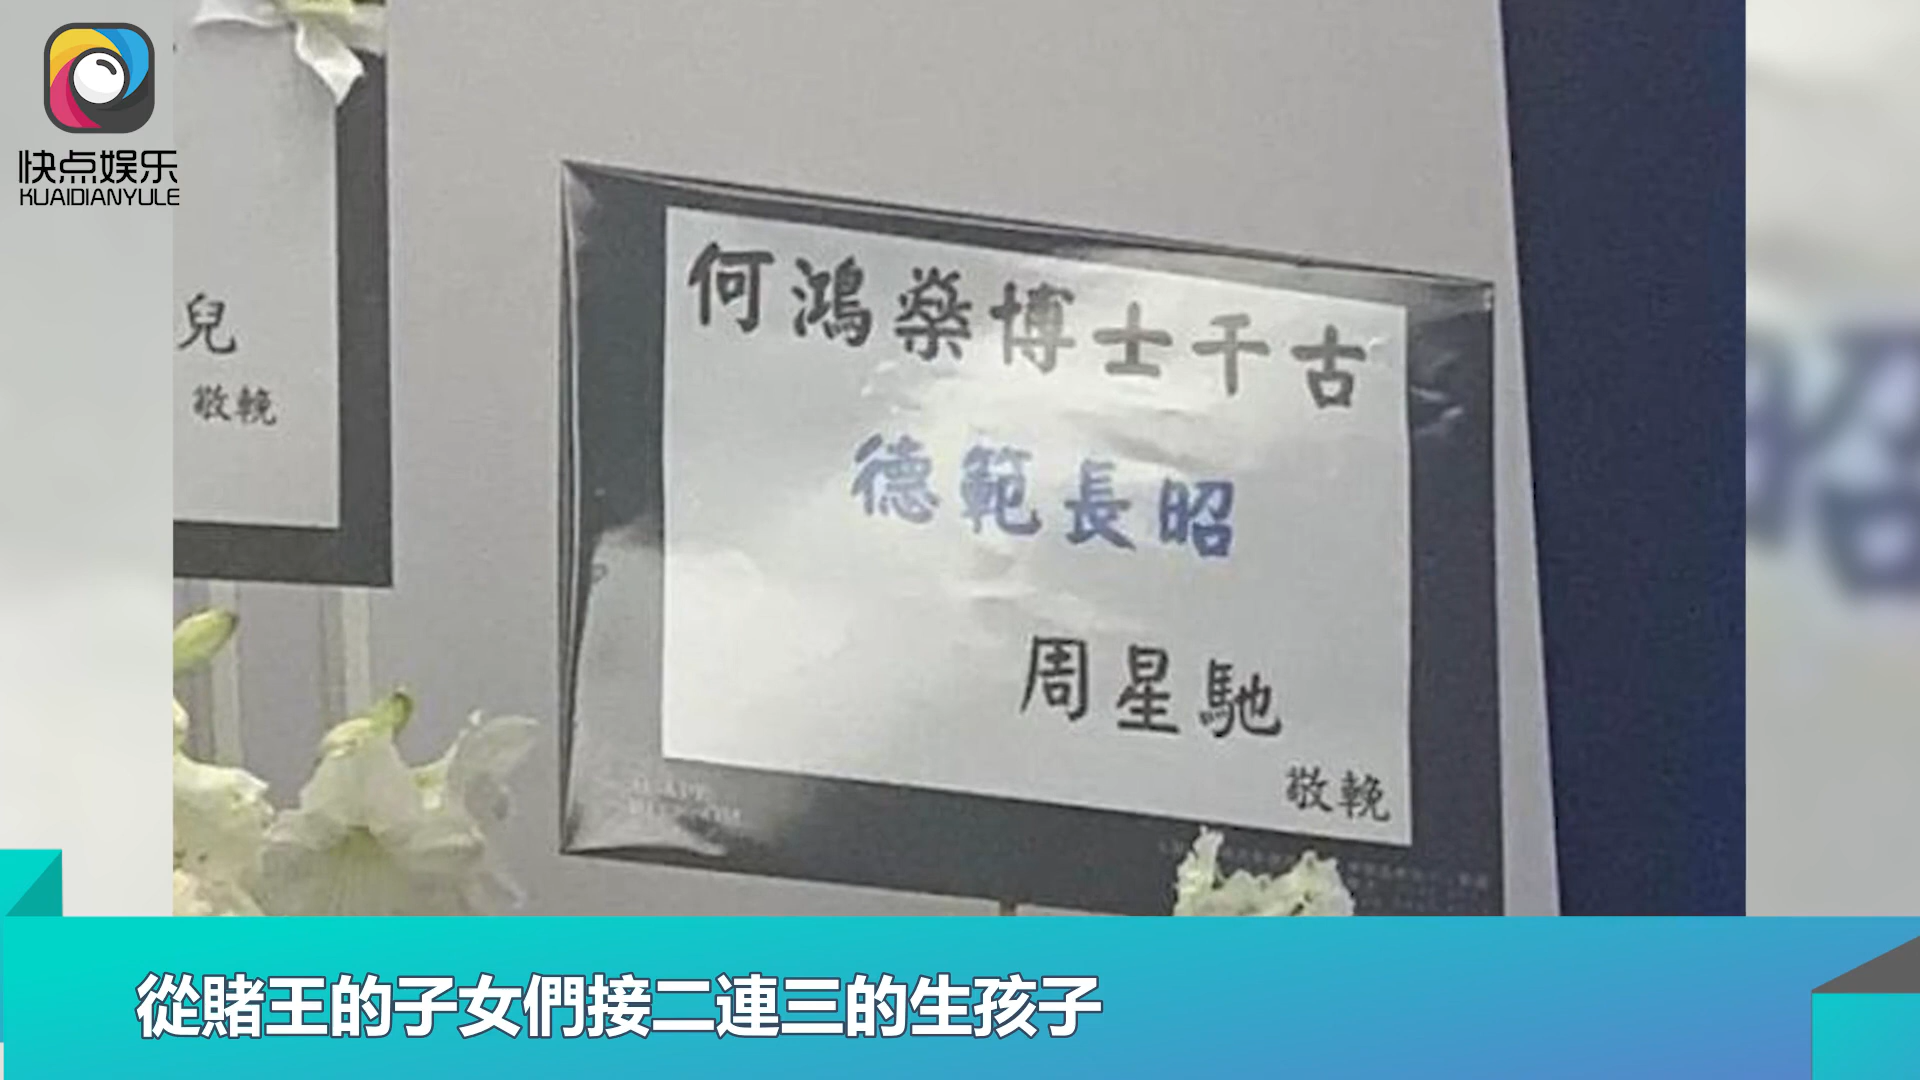 快点娱乐
KUAIDIANYULE
兒
敬輓
何鴻燊博士千古
德範長昭
周星馳
敬輓
從賭王的子女們接二連三的生孩子